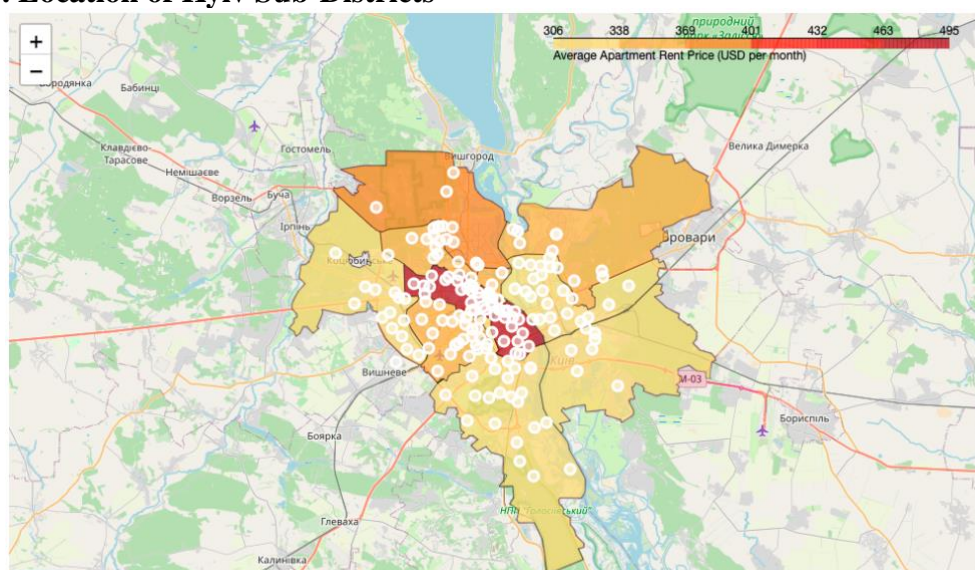 . Location of Kyiv Sub-Districts
+
−
306 338 369 401 432 463 495
Average Apartment Rent Price (USD per month)
природний
Бородянка
Бабинці
Клавдієво-
Тарасове
Немішаєве
Гостомель
Вишгород
Велика Димерка
Ворзель
Буча
Ірпінь
Бровари
Київ
Вишневе
М-03
Бориспіль
Боярка
НПП "Голосіївський"
Глеваха
Калинівка